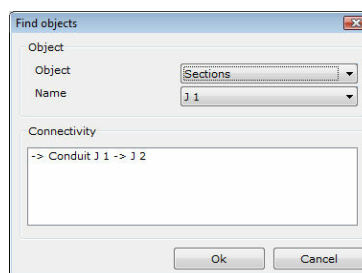 Find objects
Object
Object
Sections
Name
J 1
Connectivity
-> Conduit J 1 -> J 2
Ok
Cancel